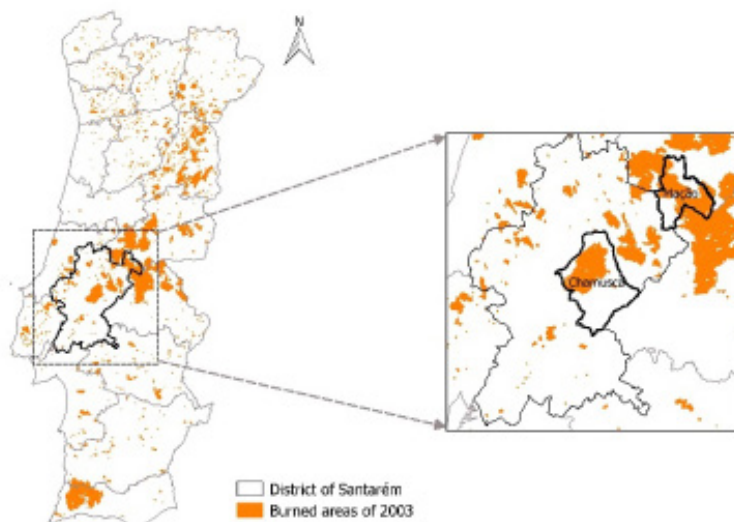 N
Mação
Chamusca
District of Santarém
Burned areas of 2003